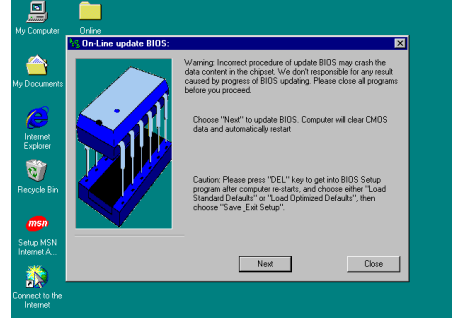 My Computer
Online
On-Line update BIOS:
Warning: Incorrect procedure of update BIOS may crash the
data content in the chipset. We don't responsible for any result
caused by progress of BIOS updating. Please close all programs
before you proceed.
My Documents
Choose "Next" to update BIOS. Computer will clear CMOS
data and automatically restart
Internet
Explorer
Caution: Please press "DEL" key to get into BIOS Setup
program after computer re-starts, and choose either "Load
Standard Defaults" or "Load Optimized Defaults", then
choose "Save_Exit Setup".
Recycle Bin
msn
Setup MSN
Internet A...
Next
Close
Connect to the
Internet